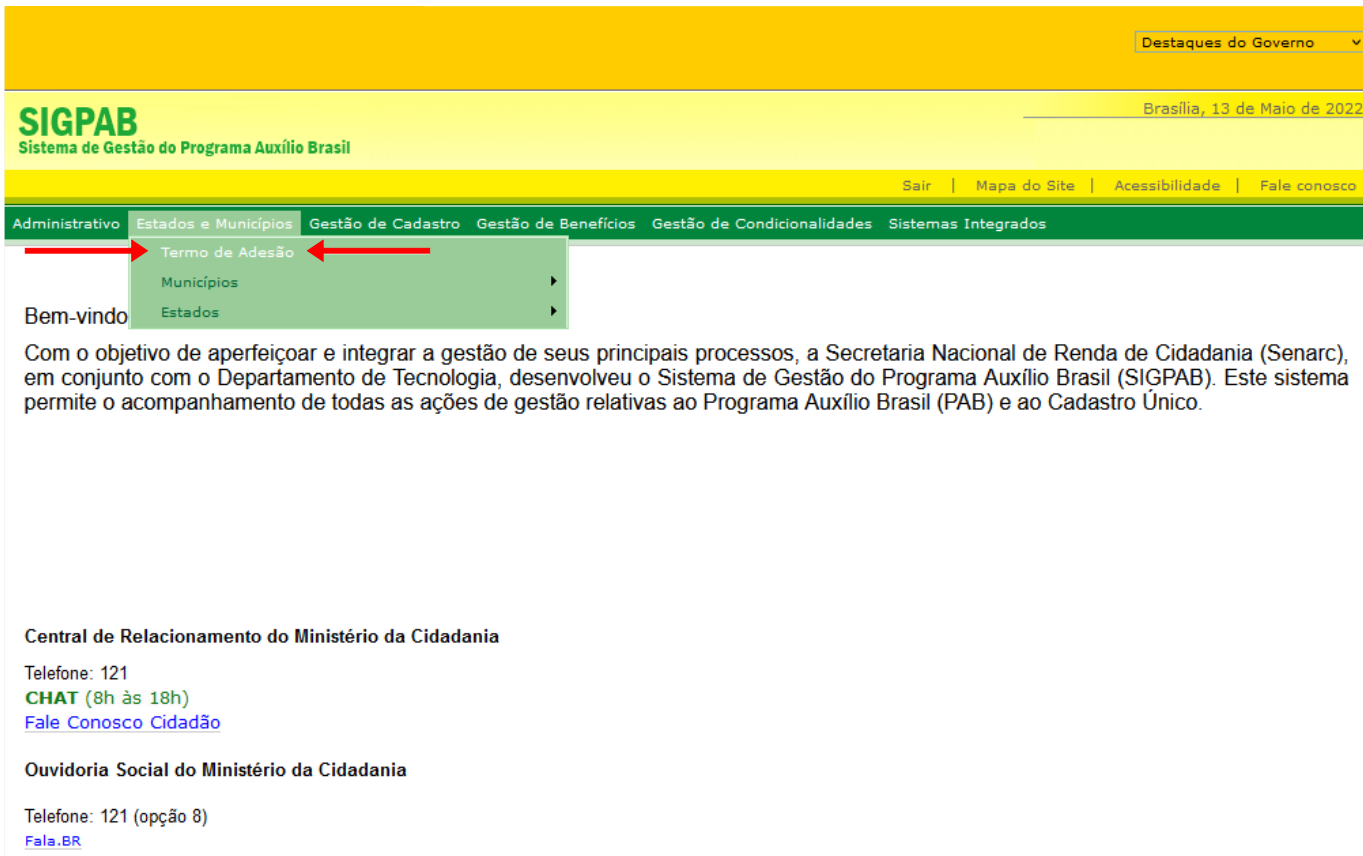 Destaques do Governo
SIGPAB
Sistema de Gestão do Programa Auxílio Brasil
Brasília, 13 de Maio de 2022
Sair | Mapa do Site | Acessibilidade | Fale conosco
Administrativo Estados e Municípios Gestão de Cadastro Gestão de Benefícios Gestão de Condicionalidades Sistemas Integrados
Termo de Adesão
Municípios
Estados
Bem-vindo
Com o objetivo de aperfeiçoar e integrar a gestão de seus principais processos, a Secretaria Nacional de Renda de Cidadania (Senarc),
em conjunto com o Departamento de Tecnologia, desenvolveu o Sistema de Gestão do Programa Auxílio Brasil (SIGPAB). Este sistema
permite o acompanhamento de todas as ações de gestão relativas ao Programa Auxílio Brasil (PAB) e ao Cadastro Único.
Central de Relacionamento do Ministério da Cidadania
Telefone: 121
CHAT (8h às 18h)
Fale Conosco Cidadão
Ouvidoria Social do Ministério da Cidadania
Telefone: 121 (opção 8)
Fala.BR